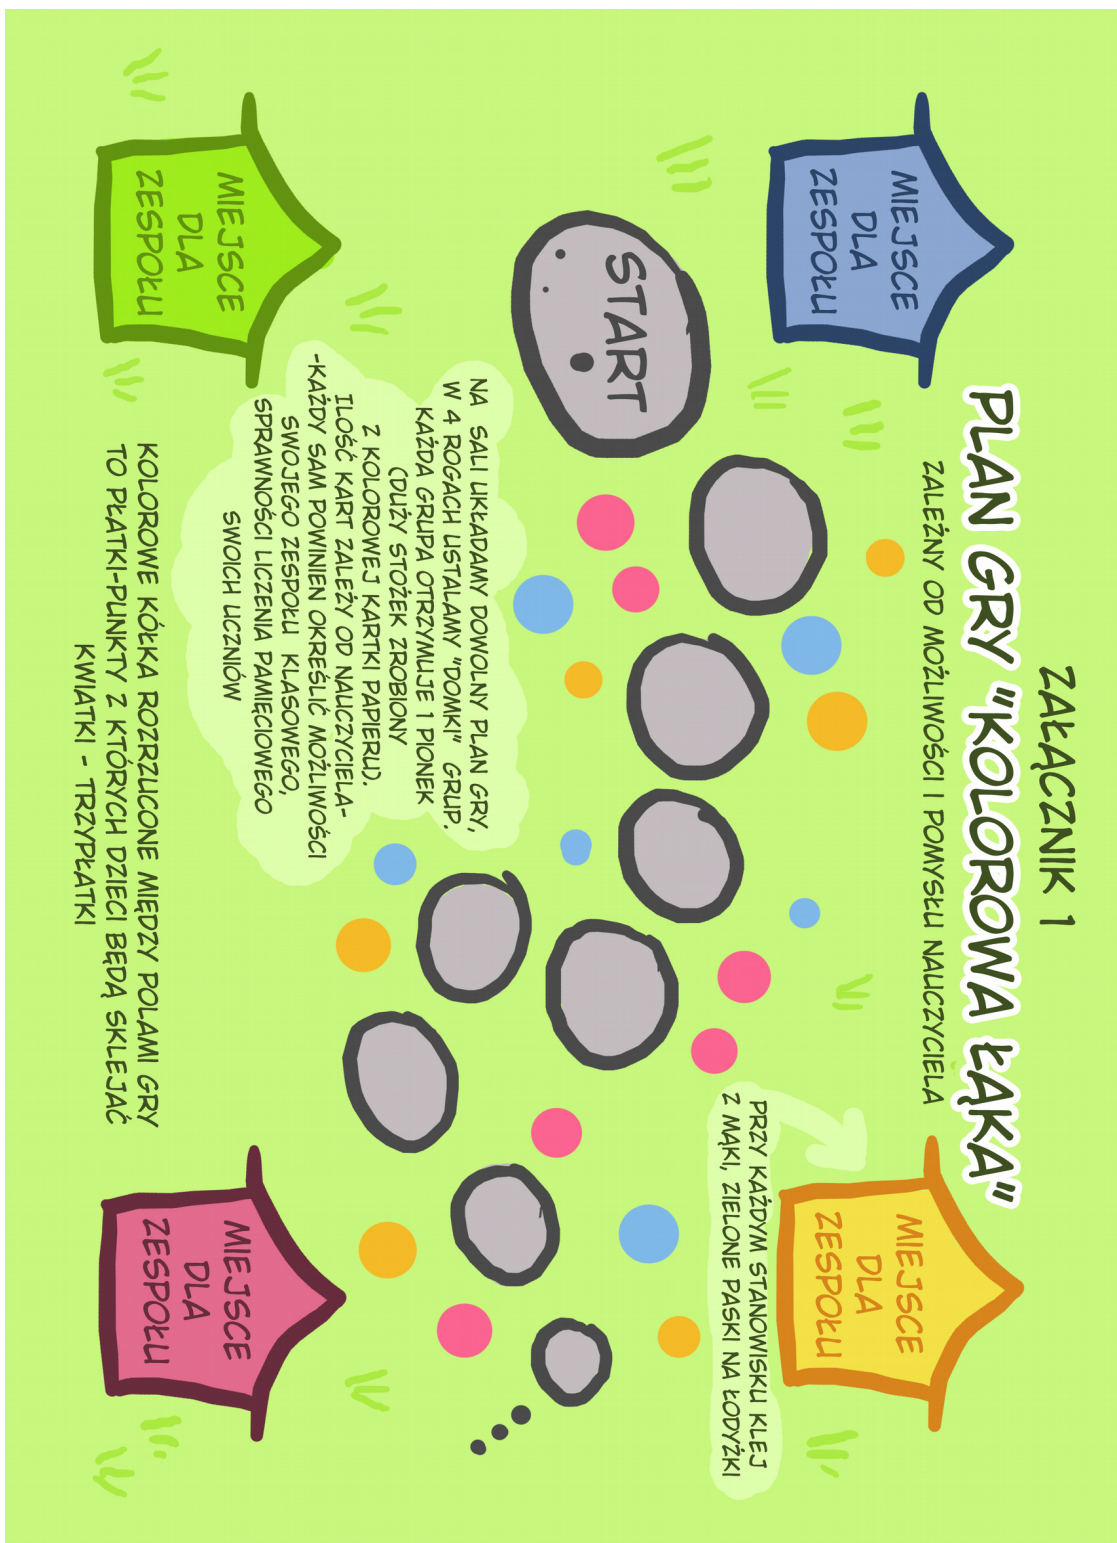 ZAŁĄCZNIK 1
PLAN GRY "KOLOROWA ŁĄKA"
ZALEŻNY OD MOŻLIWOŚCI I POMYSŁU NAUCZYCIELA
MIEJSCE
DLA
ZESPOŁU
MIEJSCE
DLA
ZESPOŁU
PRZY KAŻDYM STANOWISKU KLEJ
Z MĄKI, ZIELONE PASKI NA ŁODYŻKI
START
NA SALI UKŁADAMY DOWOLNY PLAN GRY,
W 4 ROGACH USTALAMY "DOMKI" GRUP.
KAŻDA GRUPA OTRZYMUJE 1 PIONEK
(DUŻY STOŻEK ZROBIONY
Z KOLOROWEJ KARTKI PAPIERU).
ILOŚĆ KART ZALEŻY OD NAUCZYCIELA-
-KAŻDY SAM POWINIEN OKREŚLIĆ MOŻLIWOŚCI
SWOJEGO ZESPOŁU KLASOWEGO,
SPRAWNOŚCI LICZENIA PAMIĘCIOWEGO
SWOICH UCZNIÓW
MIEJSCE
DLA
ZESPOŁU
MIEJSCE
DLA
ZESPOŁU
KOLOROWE KÓŁKA ROZRZUCONE MIĘDZY POLAMI GRY
TO PŁATKI-PUNKTY Z KTÓRYCH DZIECI BĘDĄ SKLEJAĆ
KWIATKI - TRZYPŁATKI